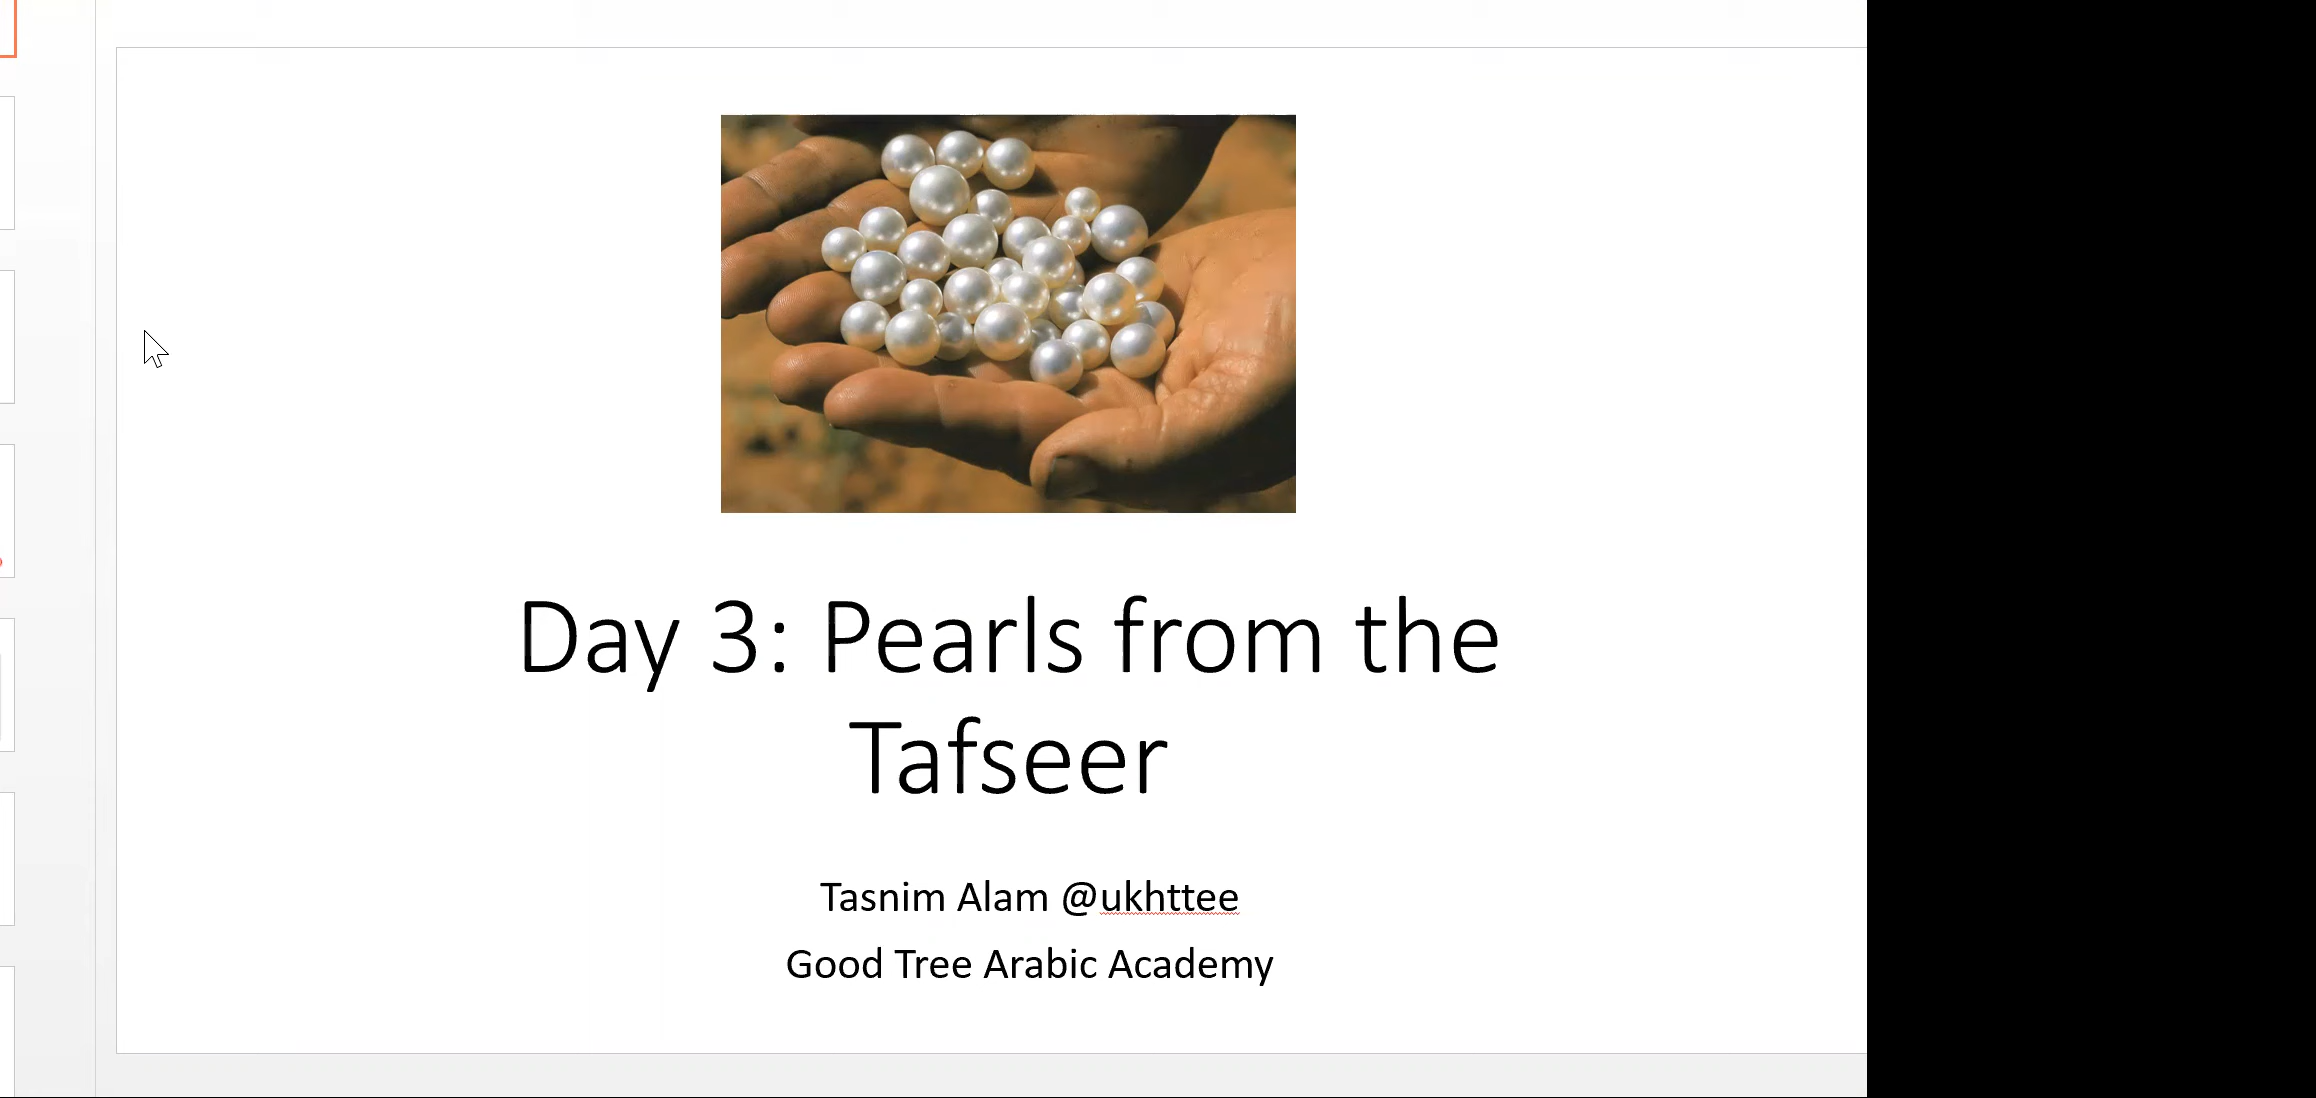 Day 3: Pearls from the
Tafseer
Tasnim Alam @ukhttee
Good Tree Arabic Academy